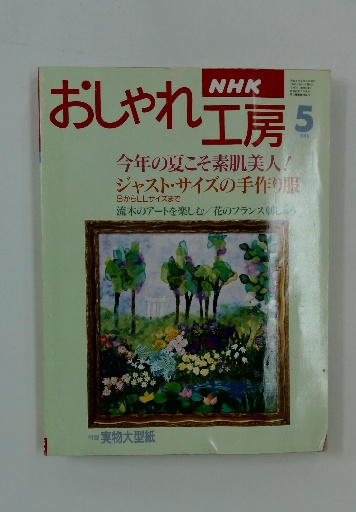 NHK
おしゃれ工房
5
今年の夏こそ素肌美人!
ジャスト・サイズの手作り服
SからLLサイズまで
流木のアートを楽しむ/花のフランス刺しゅう
付録 実物大型紙